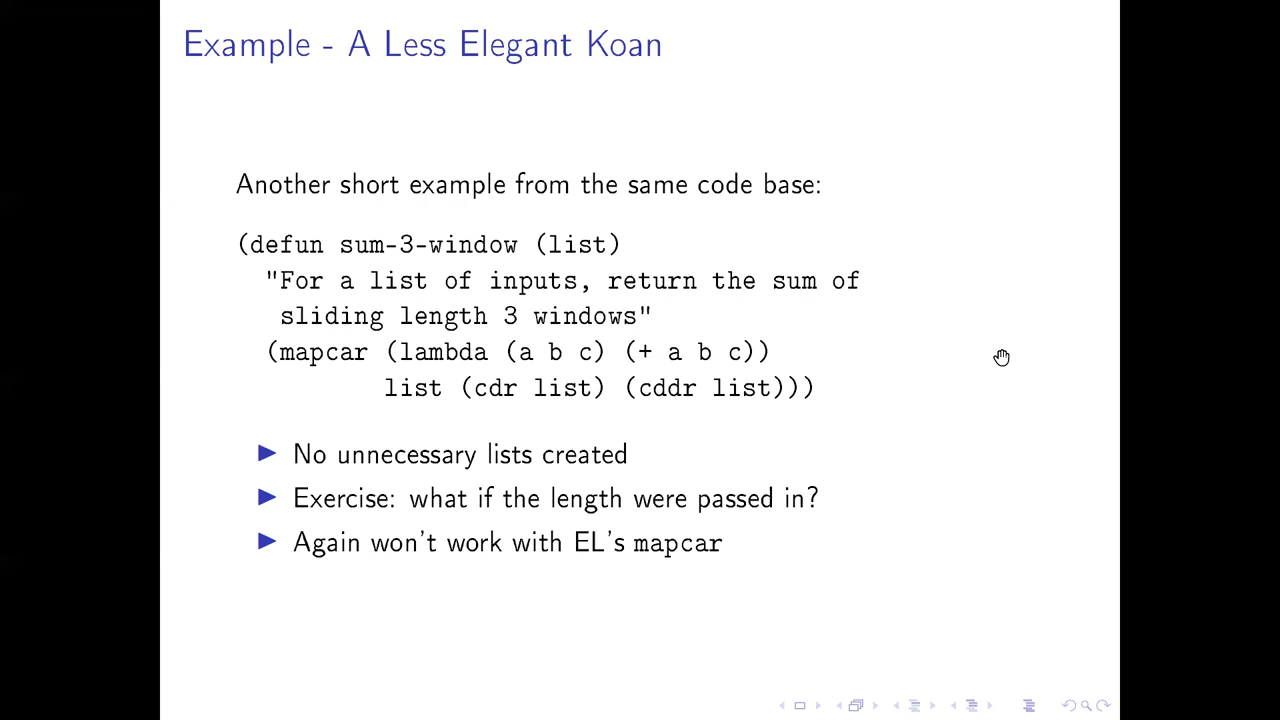 Example - A Less Elegant Koan
Another short example from the same code base:
(defun sum-3-window (list)
"For a list of inputs, return the sum of
sliding length 3 windows"
(mapcar (lambda (a b c) (+ a b c))
list (cdr list) (cddr list)))
No unnecessary lists created
Exercise: what if the length were passed in?
Again won't work with EL's mapcar